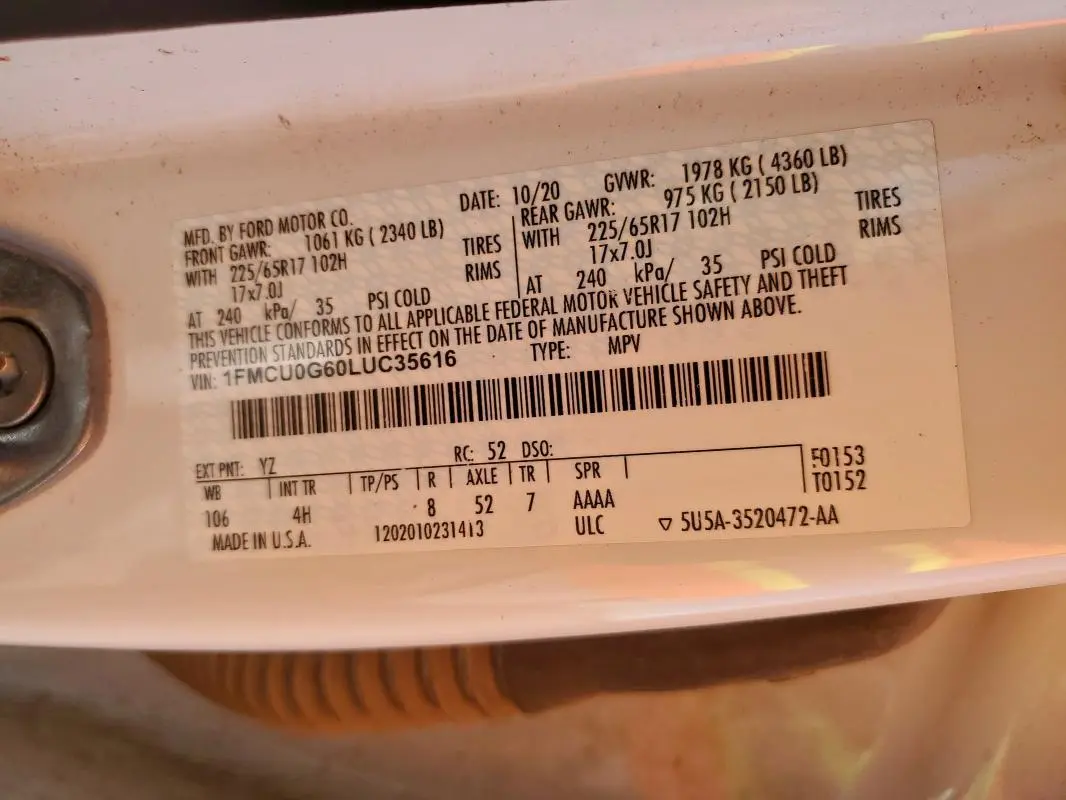 MFD. BY FORD MOTOR CO. DATE: 10/20 GVWR: 1978 KG ( 4360 LB)
FRONT GAWR: 1061 KG ( 2340 LB) REAR GAWR: 975 KG ( 2150 LB)
WITH 225/65R17 102H TIRES WITH 225/65R17 102H TIRES
17x7.0J RIMS 17x7.0J RIMS
AT 240 kPa/ 35 PSI COLD AT 240 kPa/ 35 PSI COLD
THIS VEHICLE CONFORMS TO ALL APPLICABLE FEDERAL MOTOR VEHICLE SAFETY AND THEFT
PREVENTION STANDARDS IN EFFECT ON THE DATE OF MANUFACTURE SHOWN ABOVE.
VIN: 1FMCU0G60LUC35616 TYPE: MPV
EXT PNT: YZ RC: 52 DSO: F0153
WB INT TR TP/PS R AXLE TR SPR T0152
106 4H 8 52 7 AAAA
MADE IN U.S.A. 1202010231413 ULC ▽ 5U5A-3520472-AA